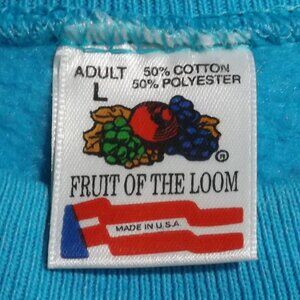 ADULT 50% COTTON
L 50% POLYESTER
®
FRUIT OF THE LOOM
MADE IN U.S.A.